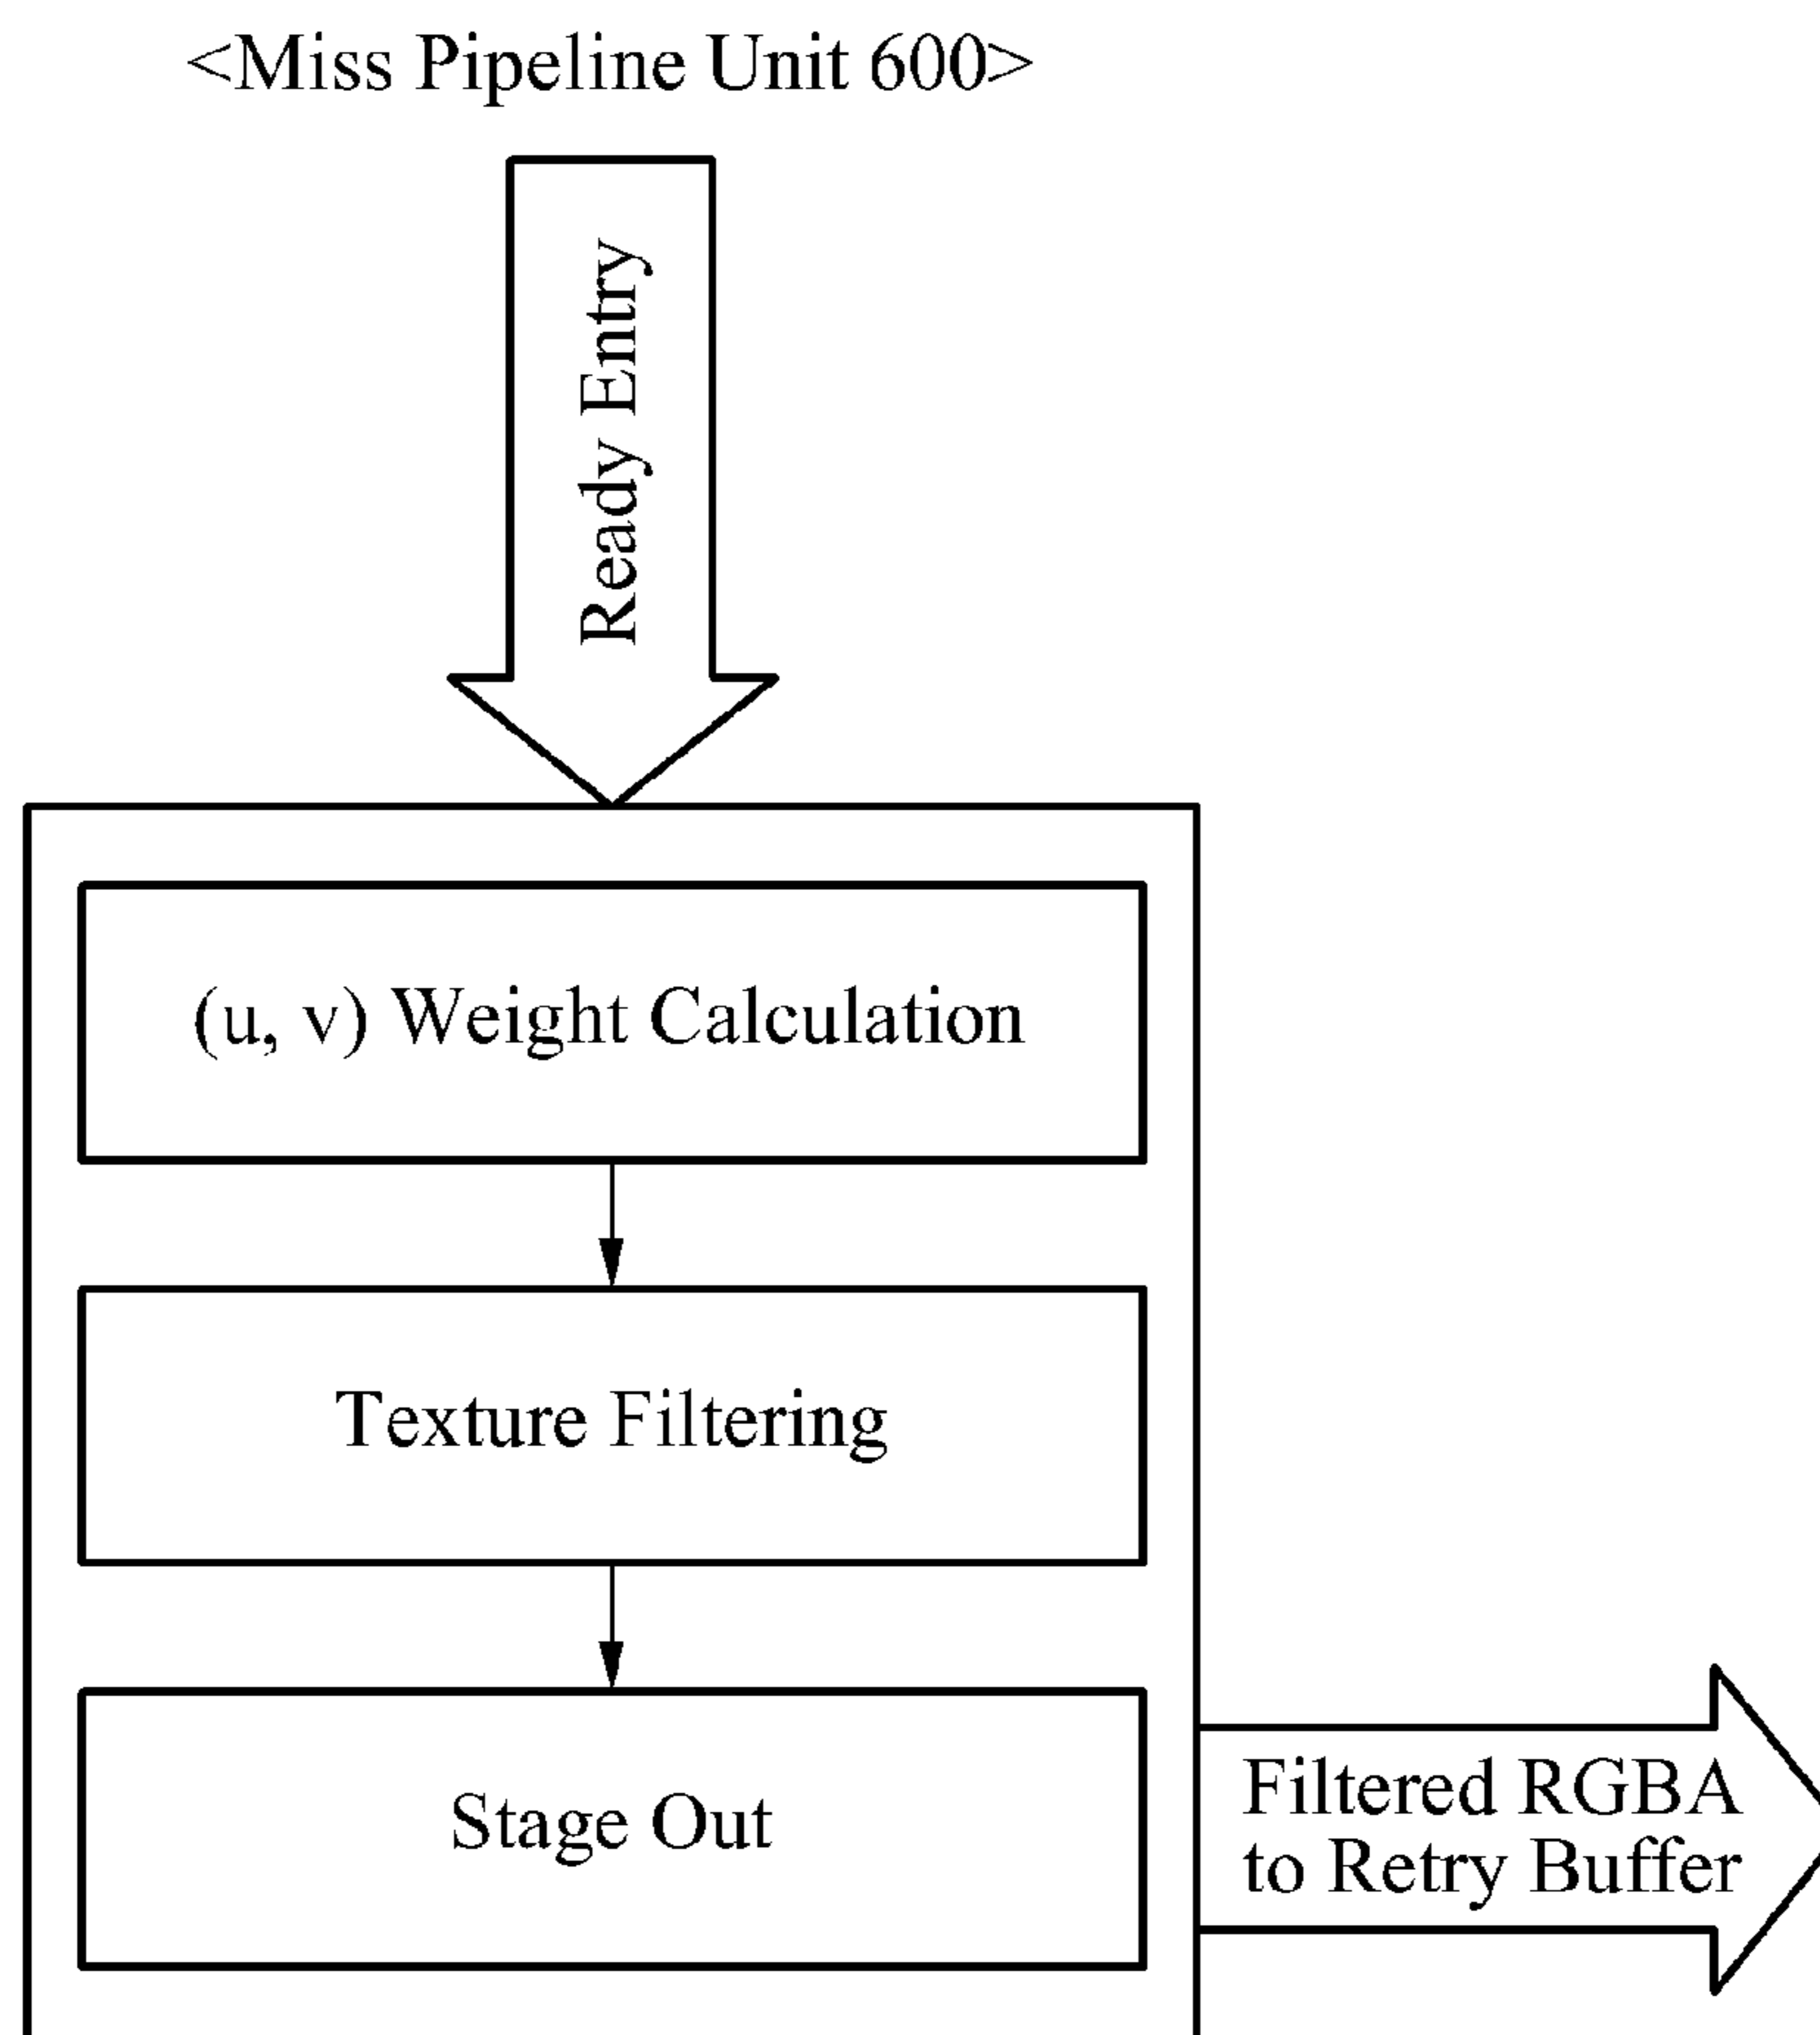 <Miss Pipeline Unit 600>
Ready Entry
(u, v) Weight Calculation
Texture Filtering
Stage Out
Filtered RGBA
to Retry Buffer